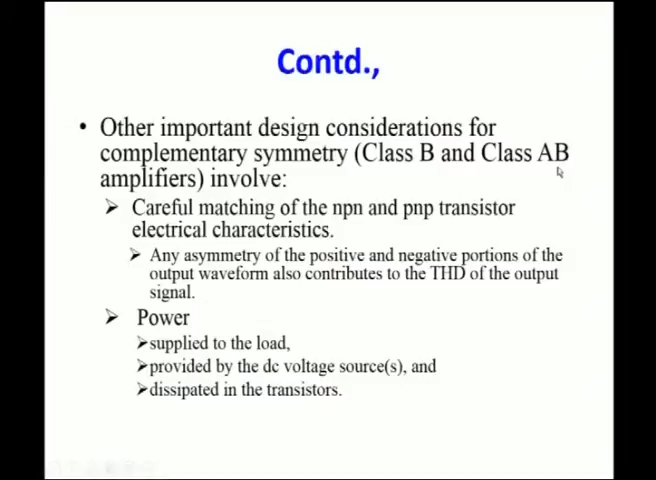 Contd.,
• Other important design considerations for
complementary symmetry (Class B and Class AB
amplifiers) involve:
➢ Careful matching of the npn and pnp transistor
electrical characteristics.
➢ Any asymmetry of the positive and negative portions of the
output waveform also contributes to the THD of the output
signal.
➢ Power
➢supplied to the load,
➢provided by the dc voltage source(s), and
➢dissipated in the transistors.